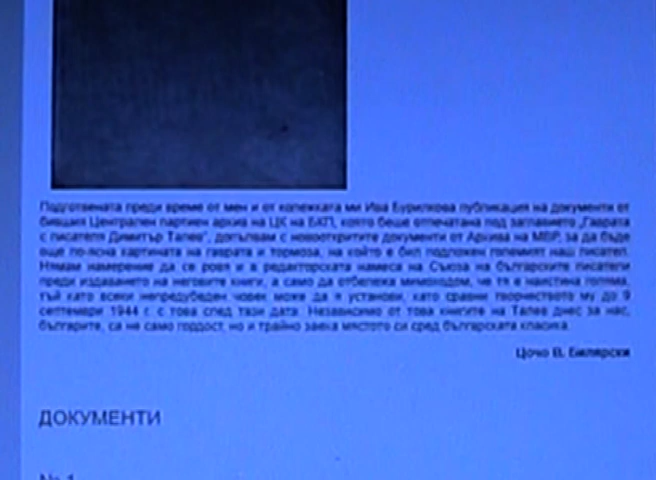 Подготвената преди време от мен и от колежката ми Ива Бурилкова публикация на документи от
бившия Централен партиен архив на ЦК на БКП, която беше отпечатана под заглавието „Гаврата
с писателя Димитър Талев", допълвам с новооткритите документи от Архива на МВР, за да бъде
още по-ясна картината на гаврата и тормоза, на който е бил подложен големият наш писател.
Нямам намерение да се ровя и в редакторската намеса на Съюза на българските писатели
преди издаването на неговите книги, а само да отбележа мимоходом, че тя е наистина голяма,
тъй като всеки непредубеден човек може да я установи, като сравни творчеството му до 9
септември 1944 г. с това след тази дата. Независимо от това книгите на Талев днес за нас,
българите, са не само гордост, но и трайно заеха мястото си сред българската класика.
Цочо В. Билярски
ДОКУМЕНТИ
№ 1